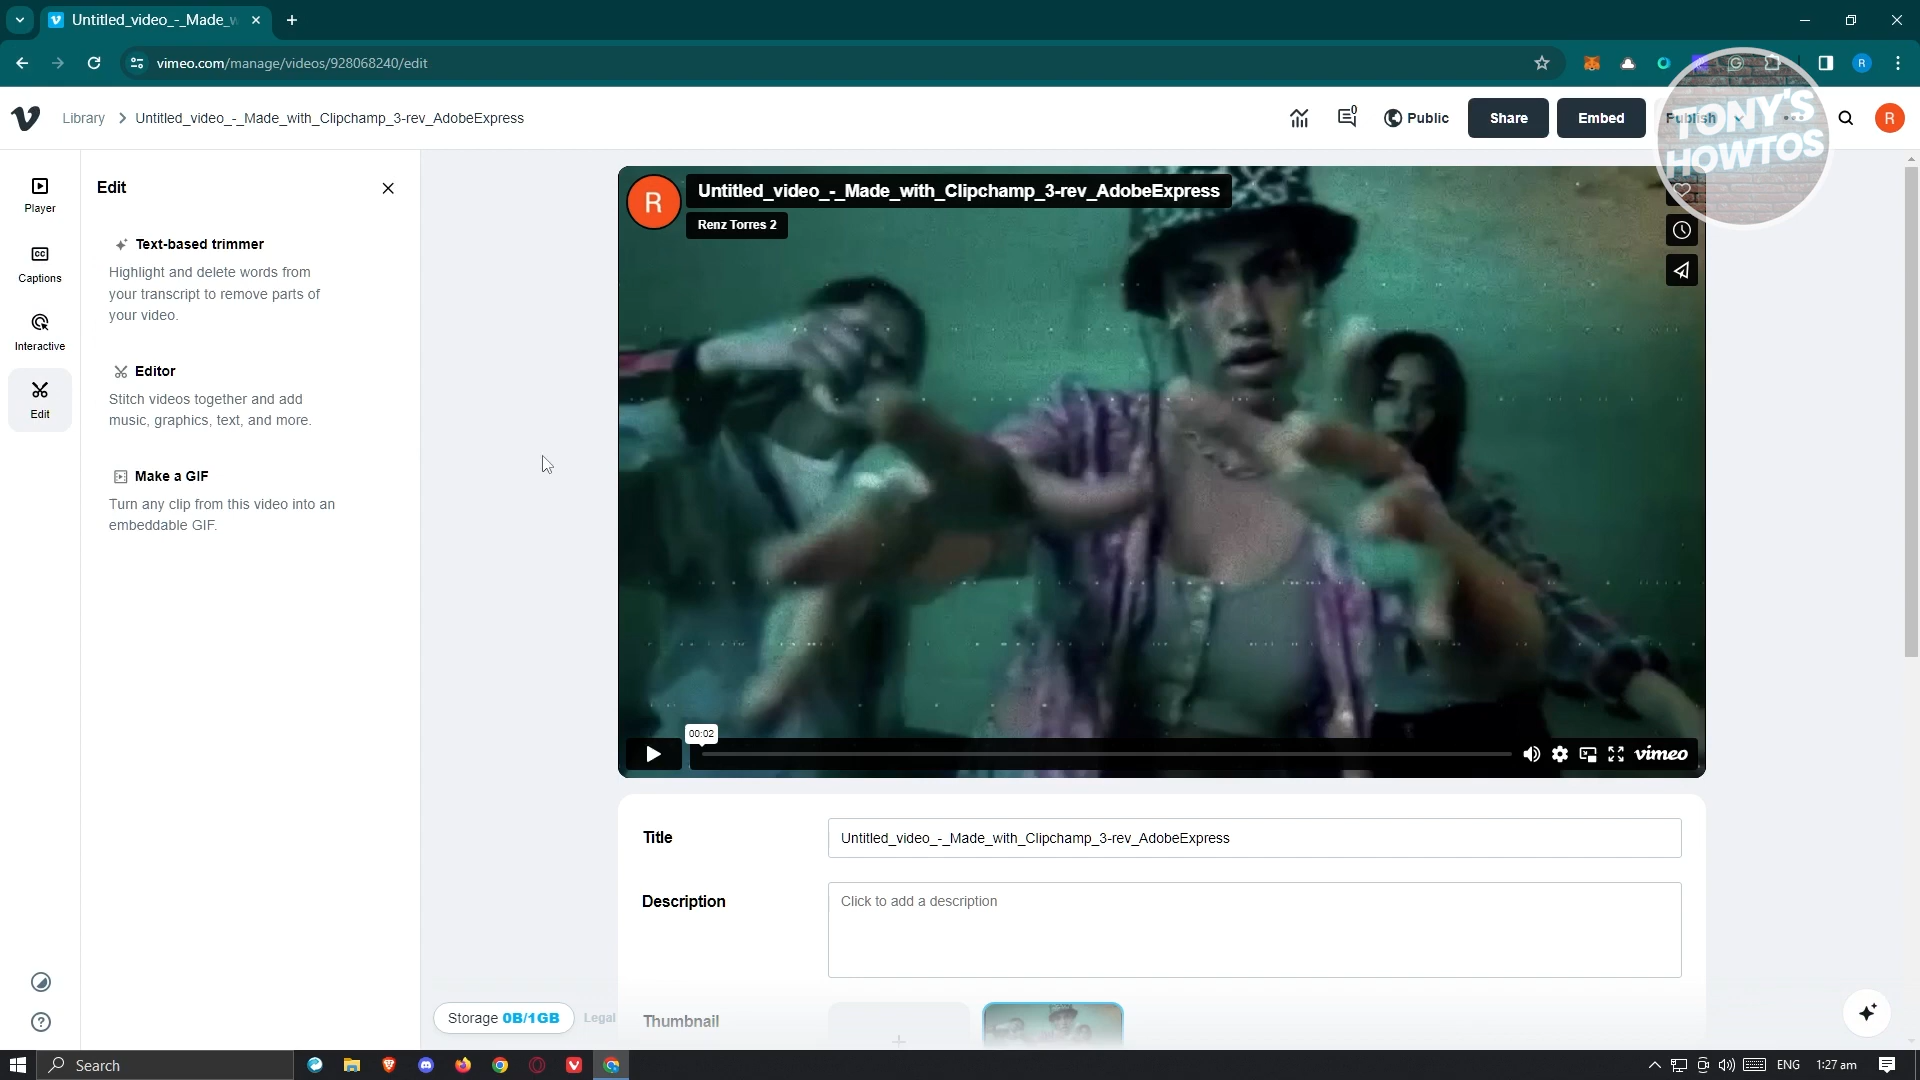 Untitled_video_-_Made_w
vimeo.com/manage/videos/928068240/edit
R
Library
Untitled_video_-_Made_with_Clipchamp_3-rev_AdobeExpress
Public
Share
Embed
Publish
R
TONY'S
HOWTOS
Player
Captions
Interactive
Edit
Edit
Text-based trimmer
Highlight and delete words from
your transcript to remove parts of
your video.
Editor
Stitch videos together and add
music, graphics, text, and more.
Make a GIF
Turn any clip from this video into an
embeddable GIF.
R
Untitled_video_-_Made_with_Clipchamp_3-rev_AdobeExpress
Renz Torres 2
00:02
vimeo
Title
Untitled_video_-_Made_with_Clipchamp_3-rev_AdobeExpress
Description
Click to add a description
Thumbnail
Storage 0B/1GB
Legal
Search
ENG
1:27 am